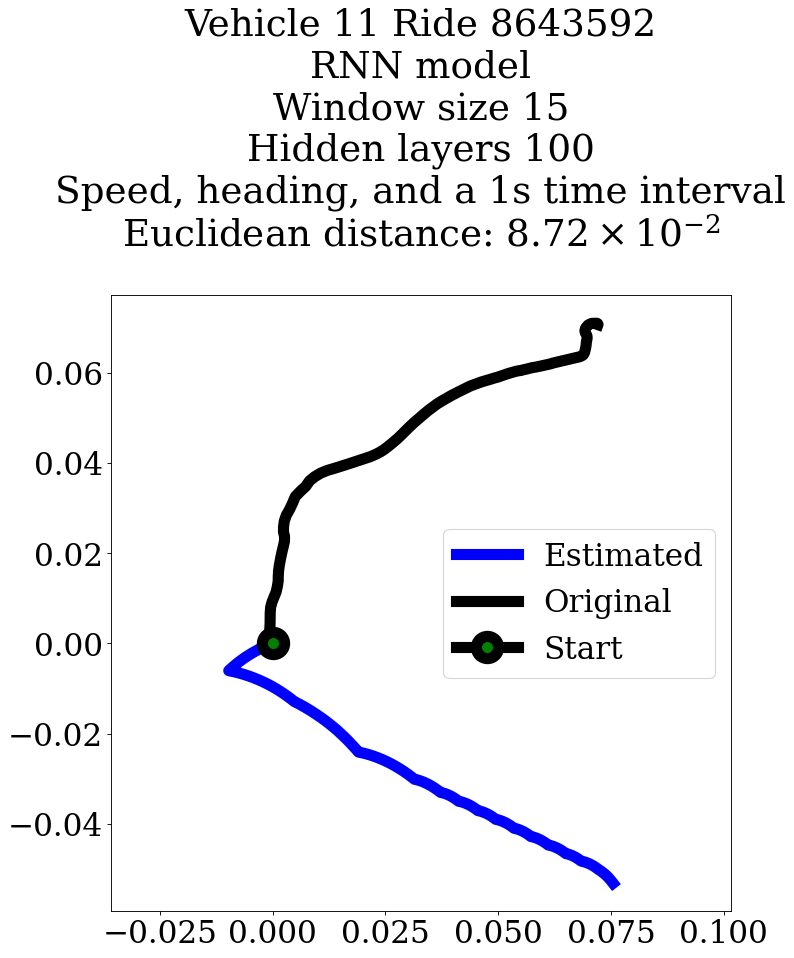 Vehicle 11 Ride 8643592
RNN model
Window size 15
Hidden layers 100
Speed, heading, and a 1s time interval
Euclidean distance: 8.72 × 10⁻²
0.06
0.04
0.02
0.00
−0.02
−0.04
Estimated
Original
Start
−0.025 0.000 0.025 0.050 0.075 0.100